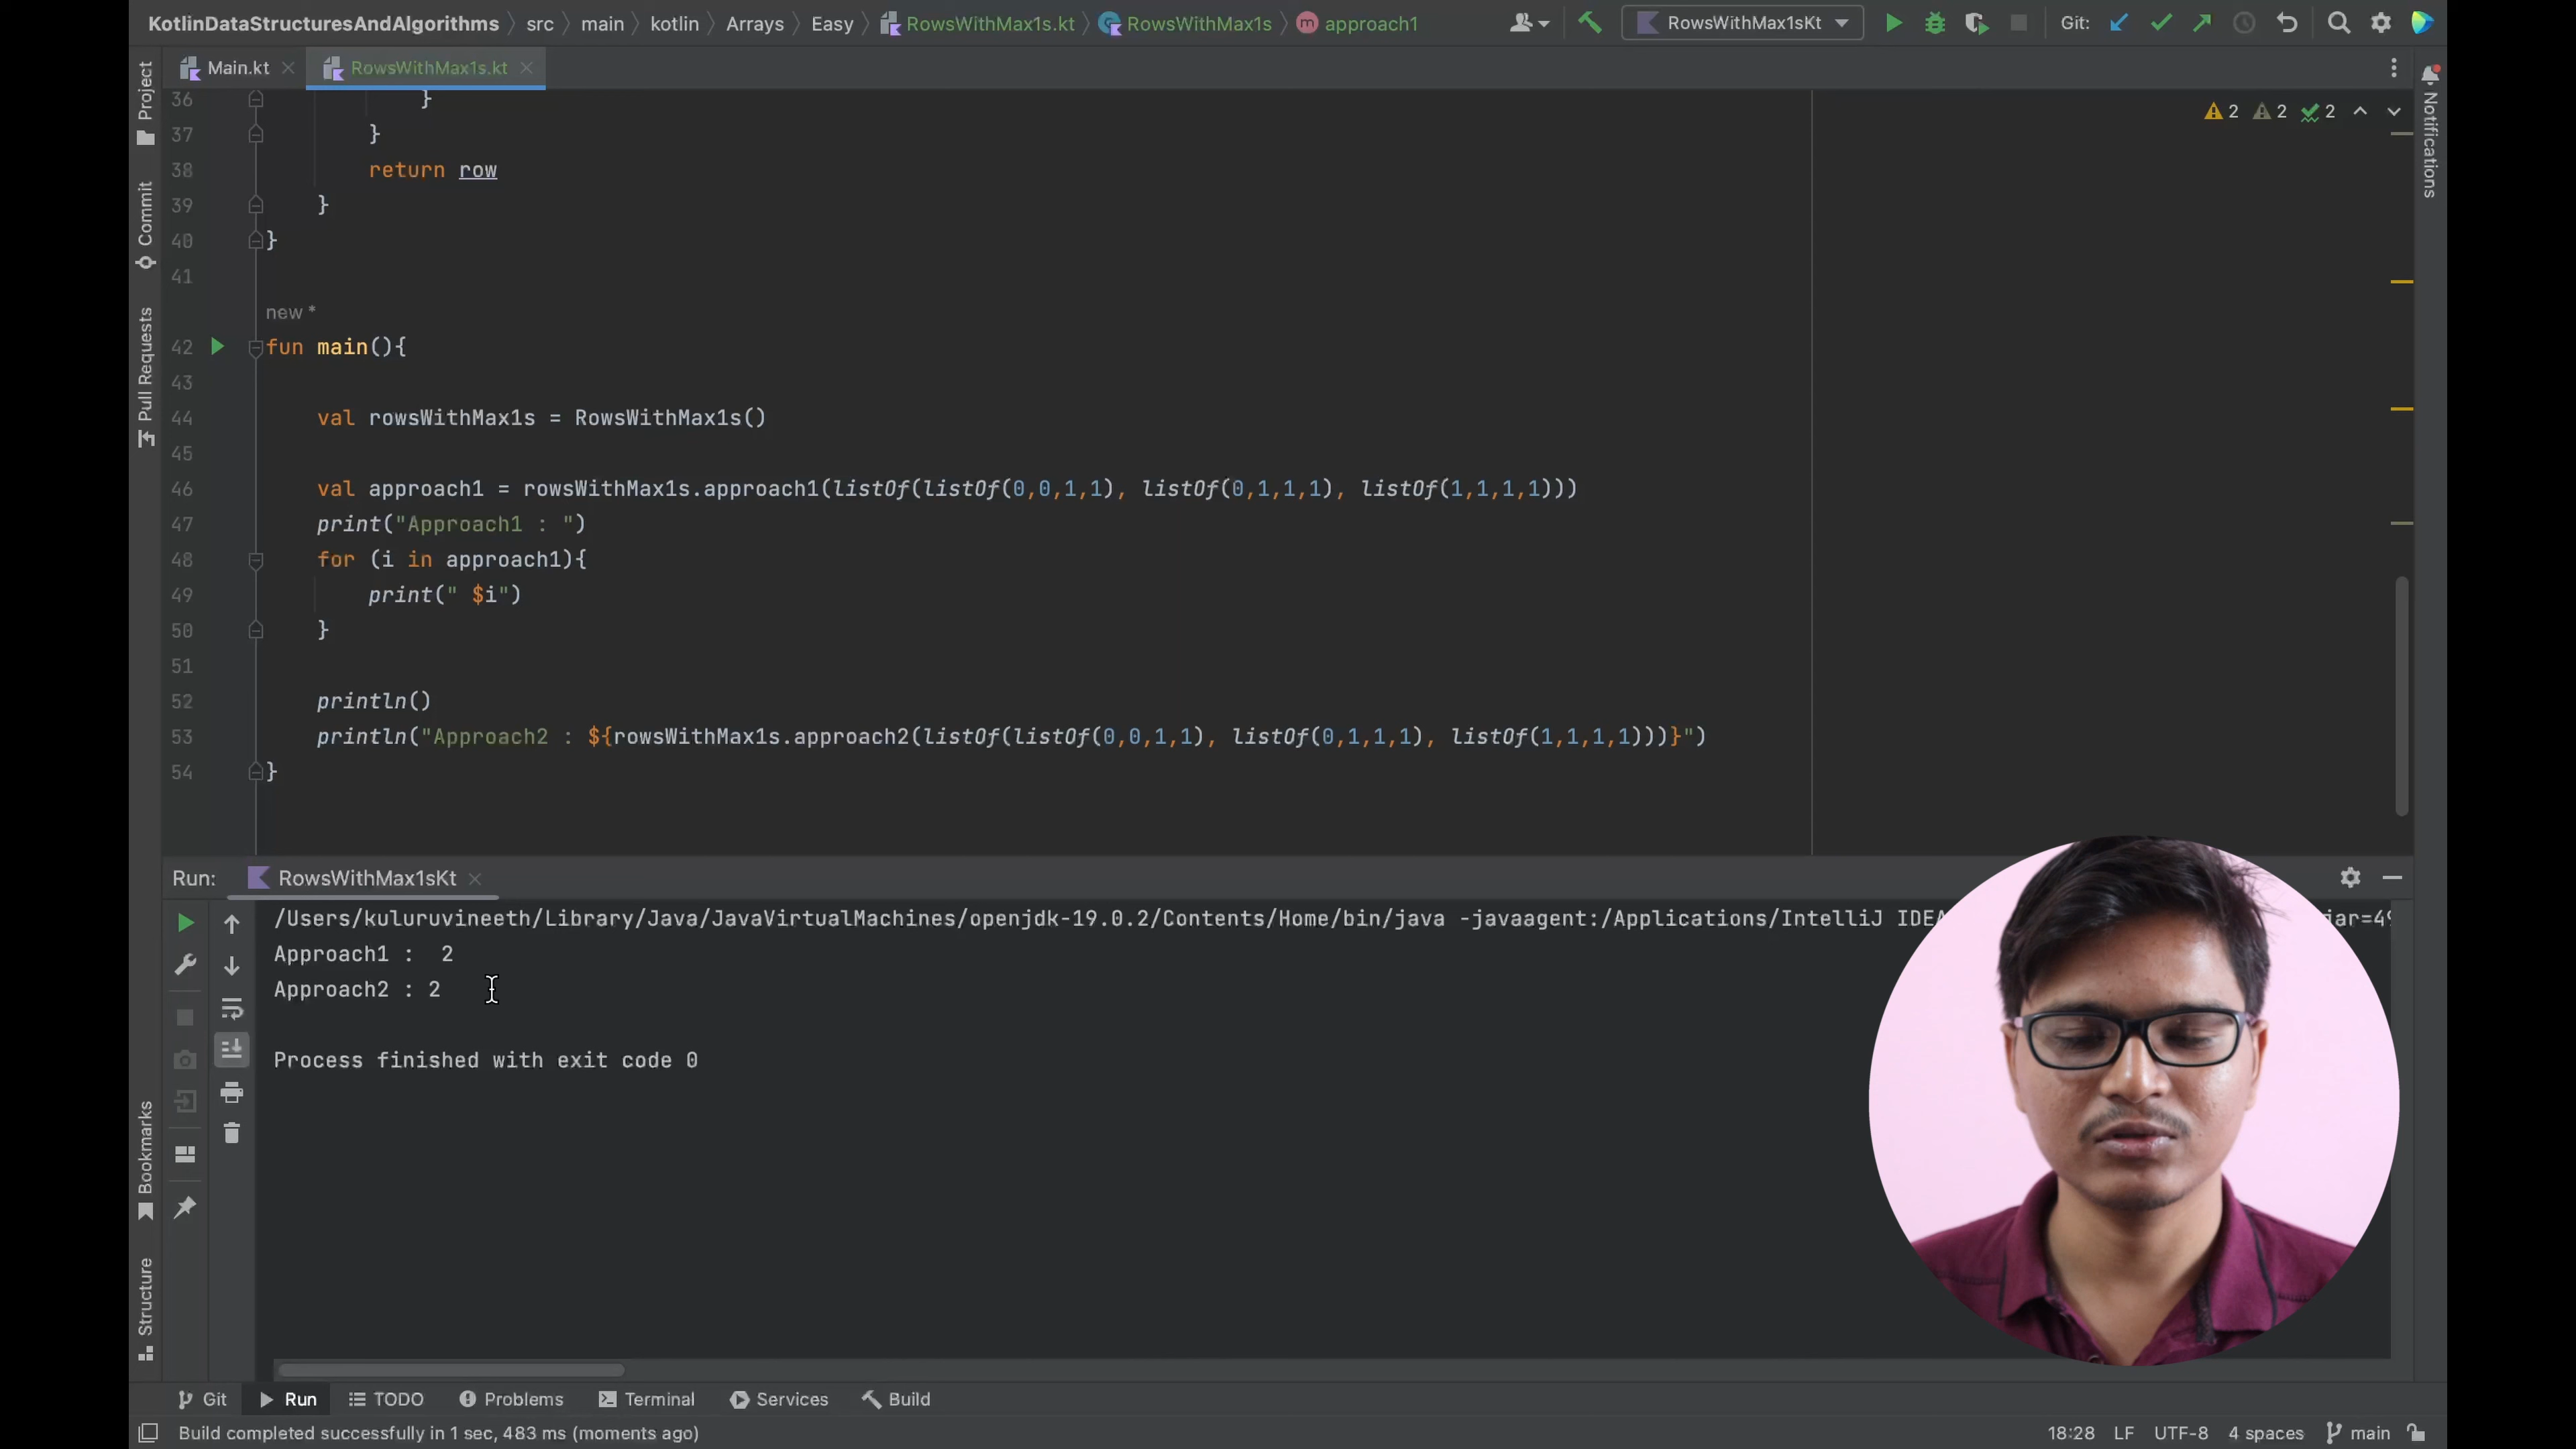 KotlinDataStructuresAndAlgorithms src main kotlin Arrays Easy RowsWithMax1s.kt RowsWithMax1s approach1 RowsWithMax1sKt Git:
Main.kt RowsWithMax1s.kt
Project
Commit
Pull Requests
Bookmarks
Structure
Notifications
2 2 2
36 }
37 }
38 return row
39 }
40 }
41
new *
42 fun main(){
43
44 val rowsWithMax1s = RowsWithMax1s()
45
46 val approach1 = rowsWithMax1s.approach1(listOf(listOf(0,0,1,1), listOf(0,1,1,1), listOf(1,1,1,1)))
47 print("Approach1 : ")
48 for (i in approach1){
49 print(" $i")
50 }
51
52 println()
53 println("Approach2 : ${rowsWithMax1s.approach2(listOf(listOf(0,0,1,1), listOf(0,1,1,1), listOf(1,1,1,1)))}")
54 }
Run: RowsWithMax1sKt
/Users/kuluruvineeth/Library/Java/JavaVirtualMachines/openjdk-19.0.2/Contents/Home/bin/java -javaagent:/Applications/IntelliJ IDEA
Approach1 :  2
Approach2 : 2
Process finished with exit code 0
Git Run TODO Problems Terminal Services Build
Build completed successfully in 1 sec, 483 ms (moments ago) 18:28 LF UTF-8 4 spaces main